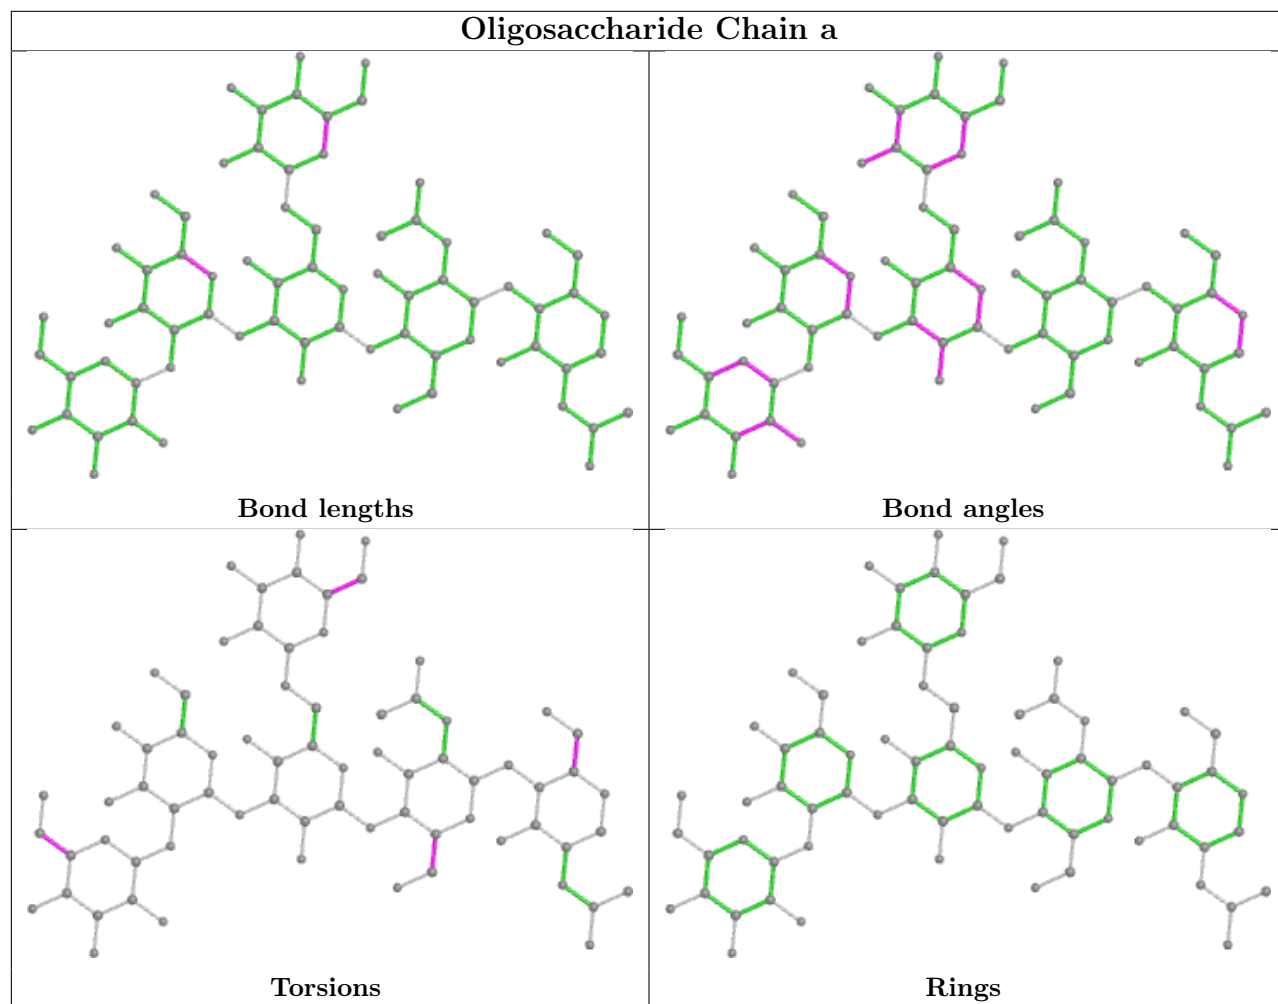 Oligosaccharide Chain a
Bond lengths
Bond angles
Torsions
Rings